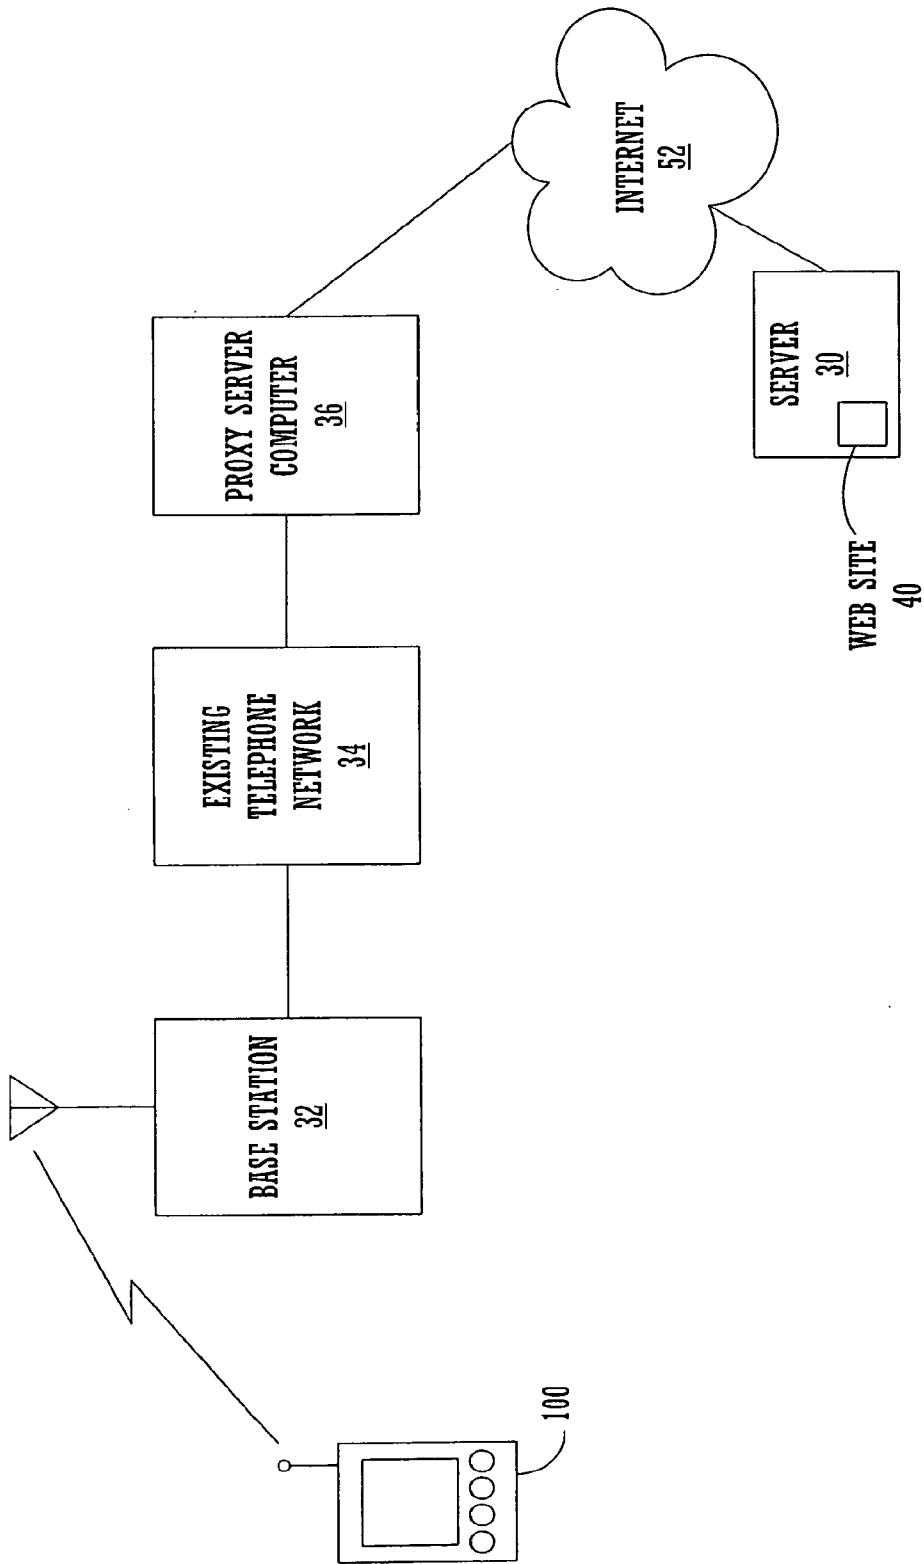 100
BASE STATION
32
EXISTING
TELEPHONE
NETWORK
34
PROXY SERVER
COMPUTER
36
INTERNET
52
SERVER
30
WEB SITE
40